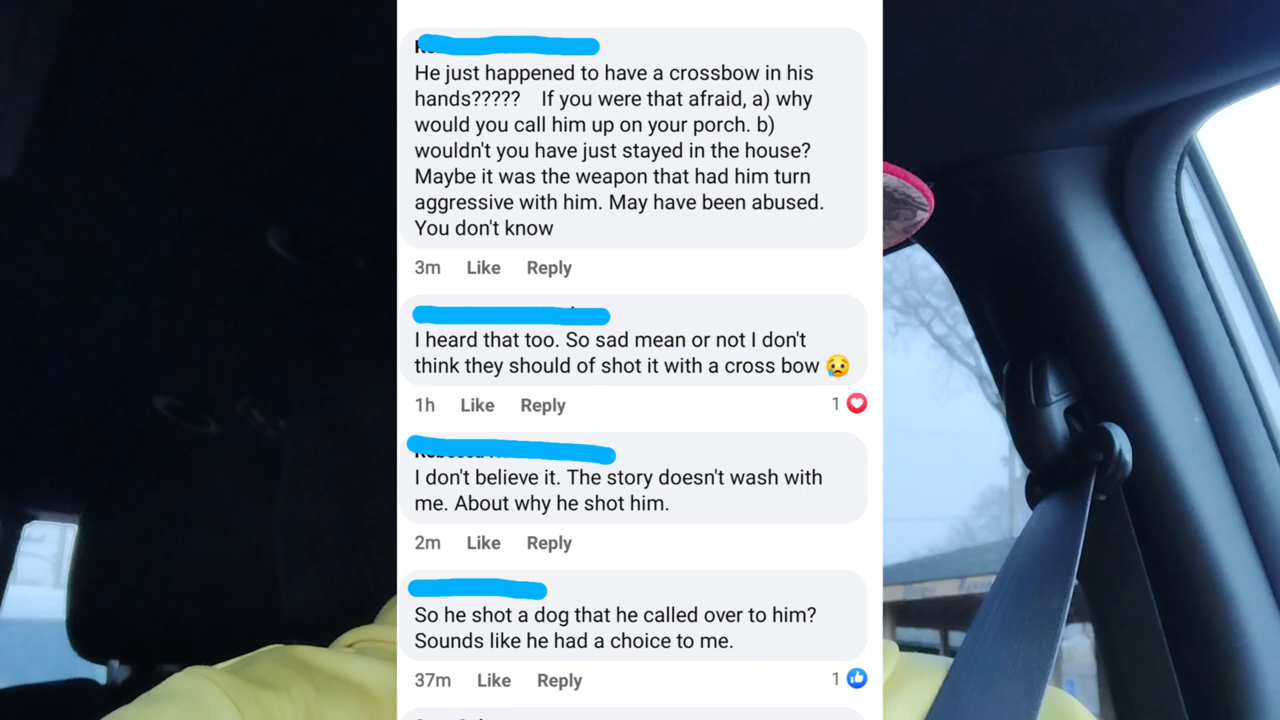 He just happened to have a crossbow in his
hands????? If you were that afraid, a) why
would you call him up on your porch. b)
wouldn't you have just stayed in the house?
Maybe it was the weapon that had him turn
aggressive with him. May have been abused.
You don't know
3m Like Reply
I heard that too. So sad mean or not I don't
think they should of shot it with a cross bow 😥
1h Like Reply 1
I don't believe it. The story doesn't wash with
me. About why he shot him.
2m Like Reply
So he shot a dog that he called over to him?
Sounds like he had a choice to me.
37m Like Reply 1